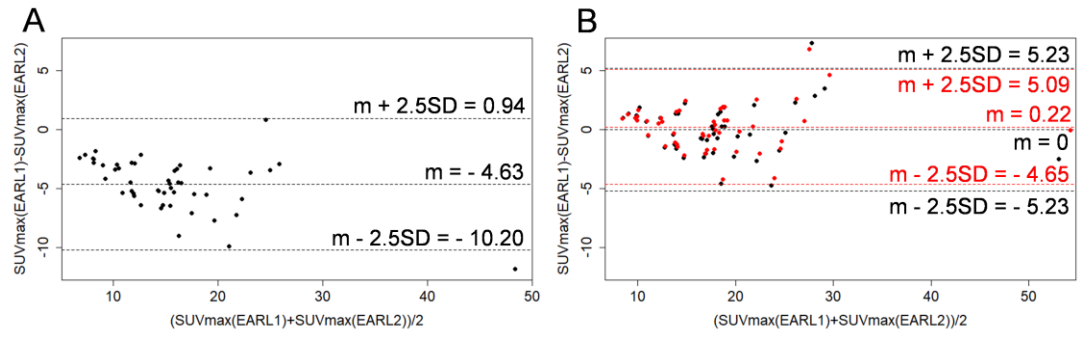 A
SUVmax(EARL1)-SUVmax(EARL2)
5
0
-5
-10
m + 2.5SD = 0.94
m = - 4.63
m - 2.5SD = - 10.20
10
20
30
40
50
(SUVmax(EARL1)+SUVmax(EARL2))/2
B
SUVmax(EARL1)-SUVmax(EARL2)
5
0
-5
-10
m + 2.5SD = 5.23
m + 2.5SD = 5.09
m = 0.22
m = 0
m - 2.5SD = - 4.65
m - 2.5SD = - 5.23
10
20
30
40
50
(SUVmax(EARL1)+SUVmax(EARL2))/2